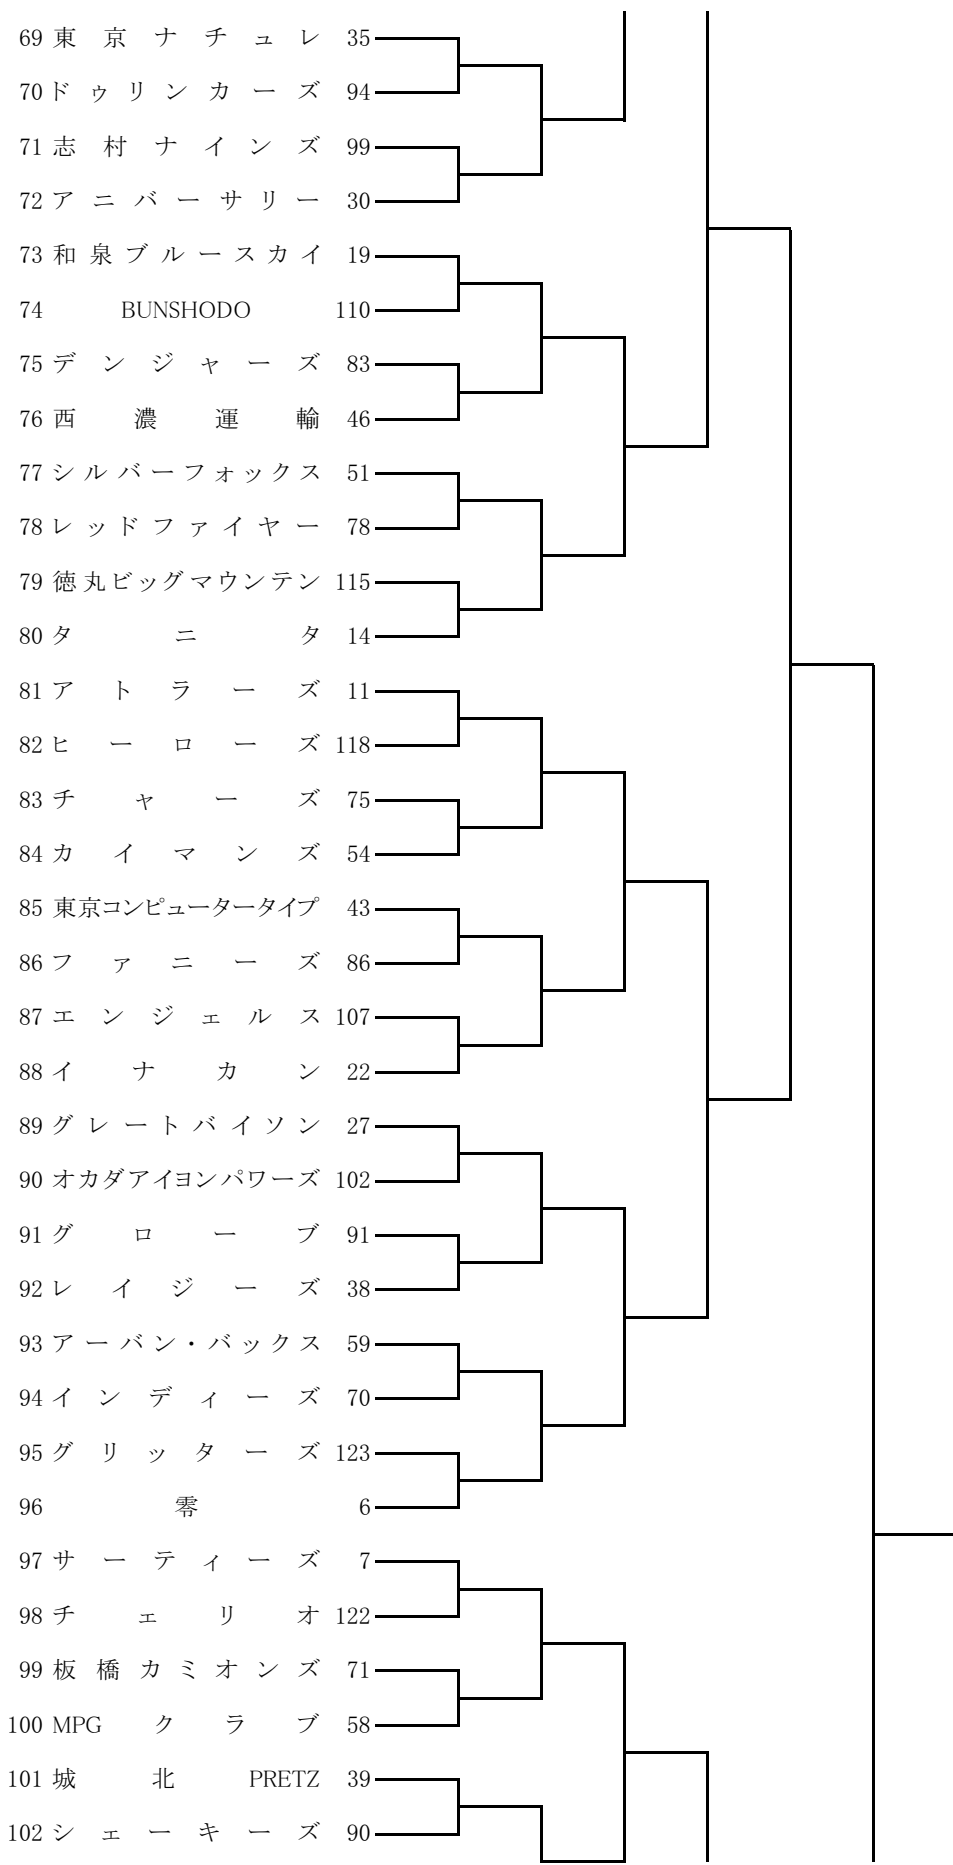 69 東京ナチュレ 35
70 ドゥリンカーズ 94
71 志村ナインズ 99
72 アニバーサリー 30
73 和泉ブルースカイ 19
74 BUNSHODO 110
75 デンジャーズ 83
76 西濃運輸 46
77 シルバーフォックス 51
78 レッドファイヤー 78
79 徳丸ビッグマウンテン 115
80 タニタ 14
81 アトラーズ 11
82 ヒーローズ 118
83 チャーズ 75
84 カイマンズ 54
85 東京コンピュータータイプ 43
86 ファニーズ 86
87 エンジェルス 107
88 イナカン 22
89 グレートバイソン 27
90 オカダアイヨンパワーズ 102
91 グローブ 91
92 レイジーズ 38
93 アーバン・バックス 59
94 インディーズ 70
95 グリッターズ 123
96 零 6
97 サーティーズ 7
98 チェリオ 122
99 板橋カミオンズ 71
100 MPGクラブ 58
101 城北PRETZ 39
102 シェーキーズ 90